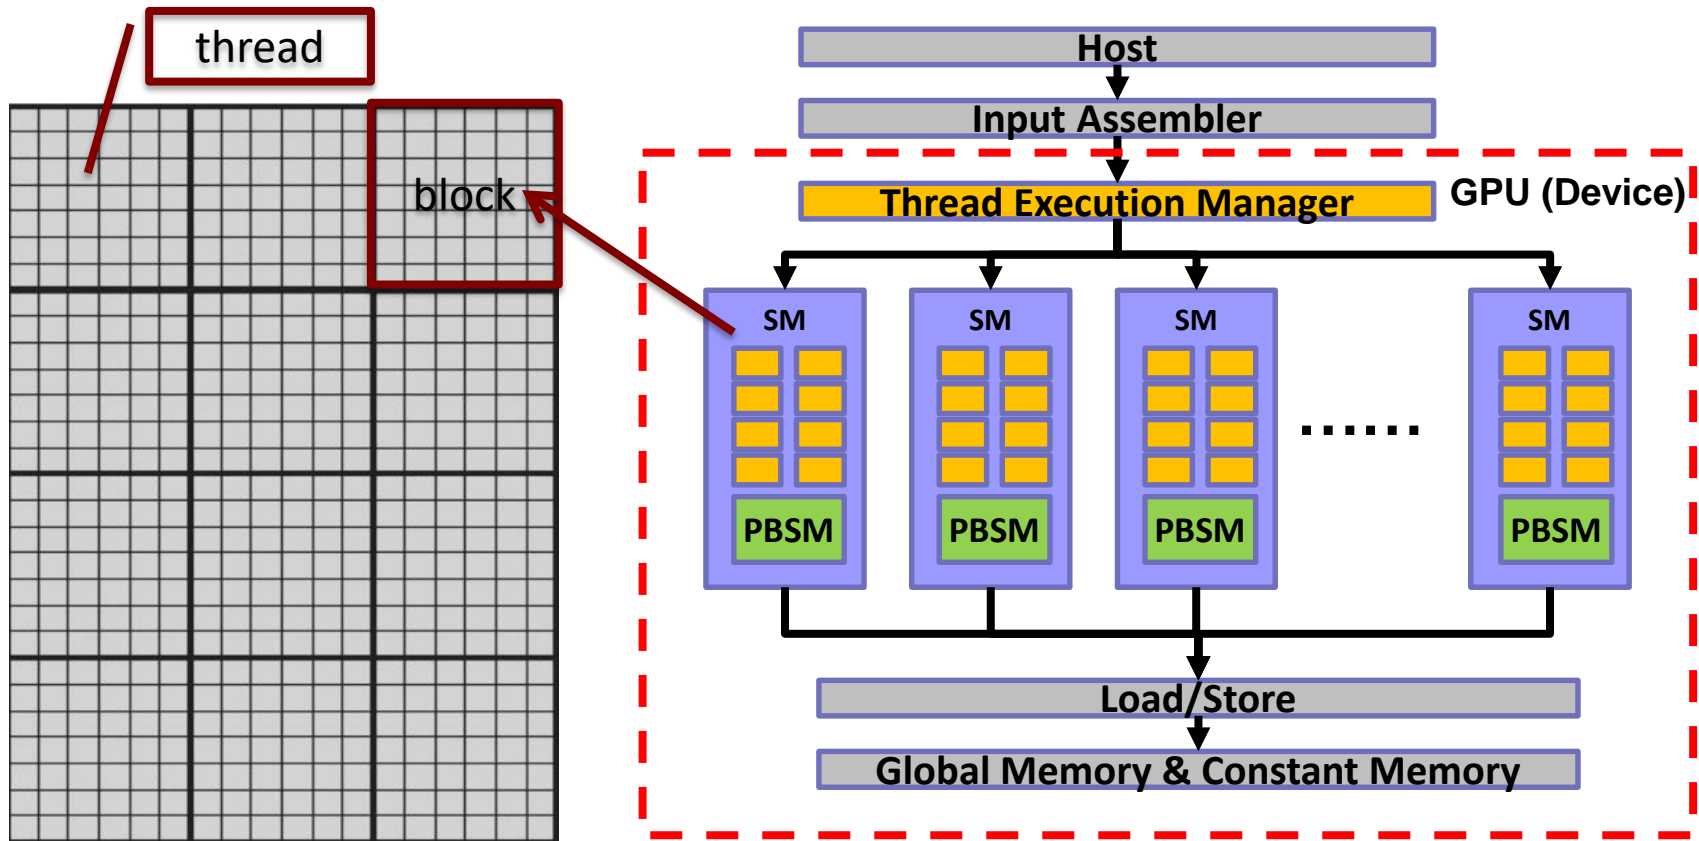 thread
block
Host
Input Assembler
Thread Execution Manager
GPU (Device)
SM
SM
SM
SM
......
PBSM
PBSM
PBSM
PBSM
Load/Store
Global Memory & Constant Memory